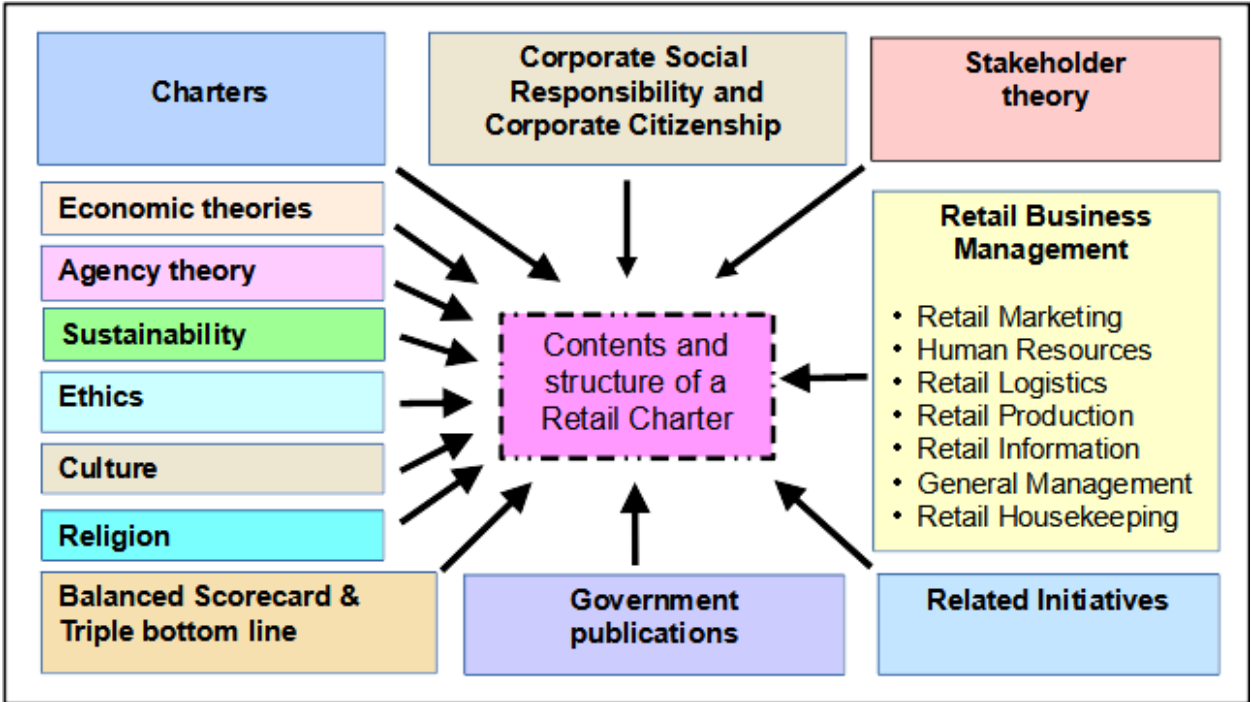 Charters
Corporate Social
Responsibility and
Corporate Citizenship
Stakeholder
theory
Economic theories
Agency theory
Sustainability
Ethics
Culture
Religion
Balanced Scorecard &
Triple bottom line
Contents and
structure of a
Retail Charter
Retail Business
Management
• Retail Marketing
• Human Resources
• Retail Logistics
• Retail Production
• Retail Information
• General Management
• Retail Housekeeping
Government
publications
Related Initiatives